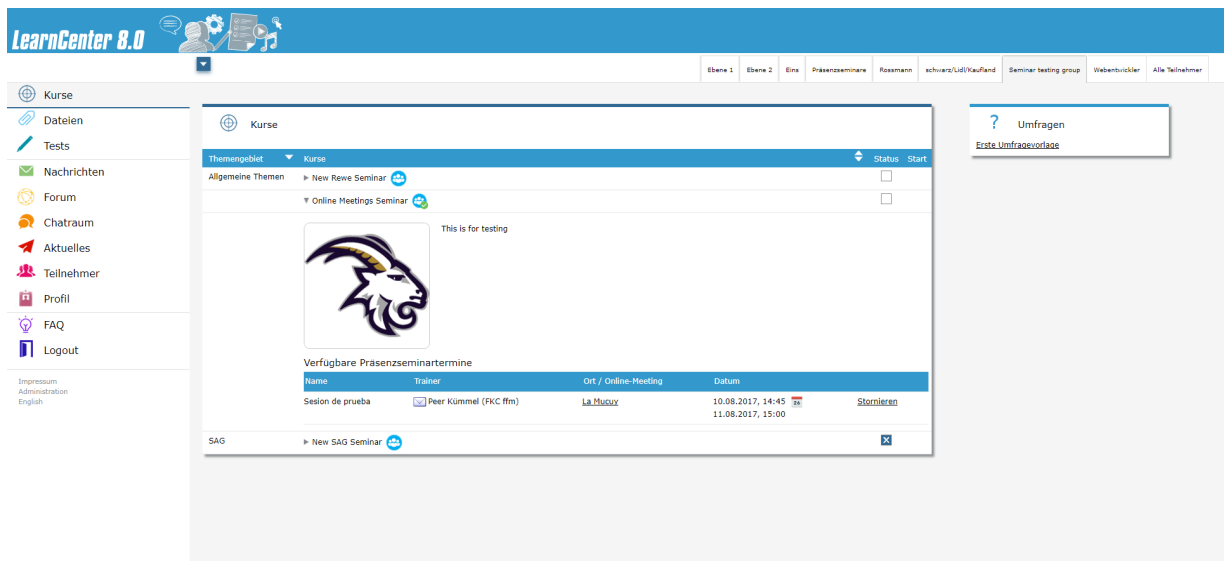 LearnCenter 8.0
Ebene 1 Ebene 2 Eins Präsenzseminare Rossmann schwarz/Lidl/Kaufland Seminar testing group Webentwickler Alle Teilnehmer
Kurse
Dateien
Tests
Nachrichten
Forum
Chatraum
Aktuelles
Teilnehmer
Profil
FAQ
Logout
Impressum
Administration
English
Kurse
Themengebiet Kurse Status Start
Allgemeine Themen New Rewe Seminar
Online Meetings Seminar
This is for testing
Verfügbare Präsenzseminartermine
Name Trainer Ort / Online-Meeting Datum
Sesion de prueba Peer Kümmel (FKC ffm) La Mucuy 10.08.2017, 14:45 26 Stornieren
11.08.2017, 15:00
SAG New SAG Seminar
? Umfragen
Erste Umfragevorlage